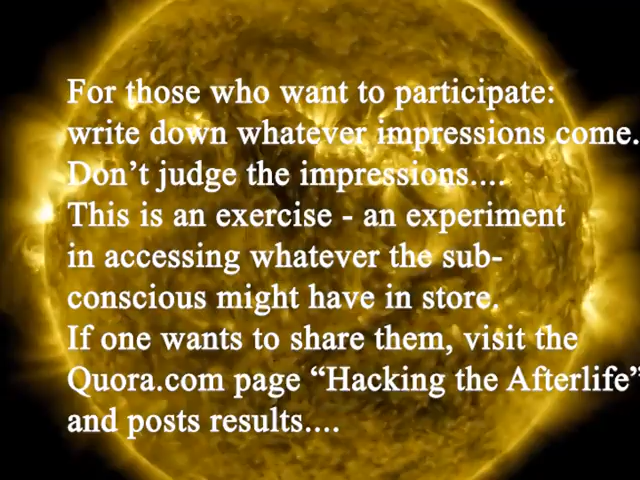 For those who want to participate:
write down whatever impressions come.
Don’t judge the impressions....
This is an exercise - an experiment
in accessing whatever the sub-
conscious might have in store.
If one wants to share them, visit the
Quora.com page “Hacking the Afterlife”
and posts results....